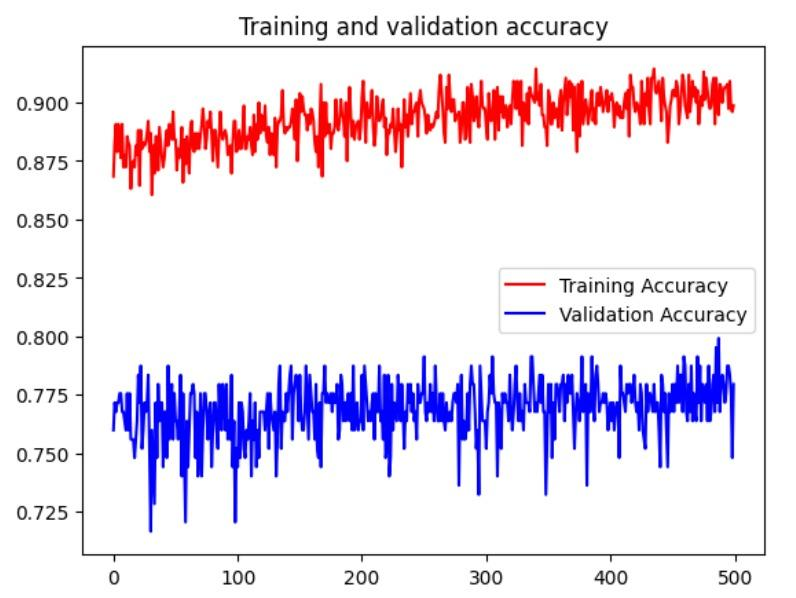 Training and validation accuracy
0.900
0.875
0.850
0.825
0.800
0.775
0.750
0.725
Training Accuracy
Validation Accuracy
0 100 200 300 400 500